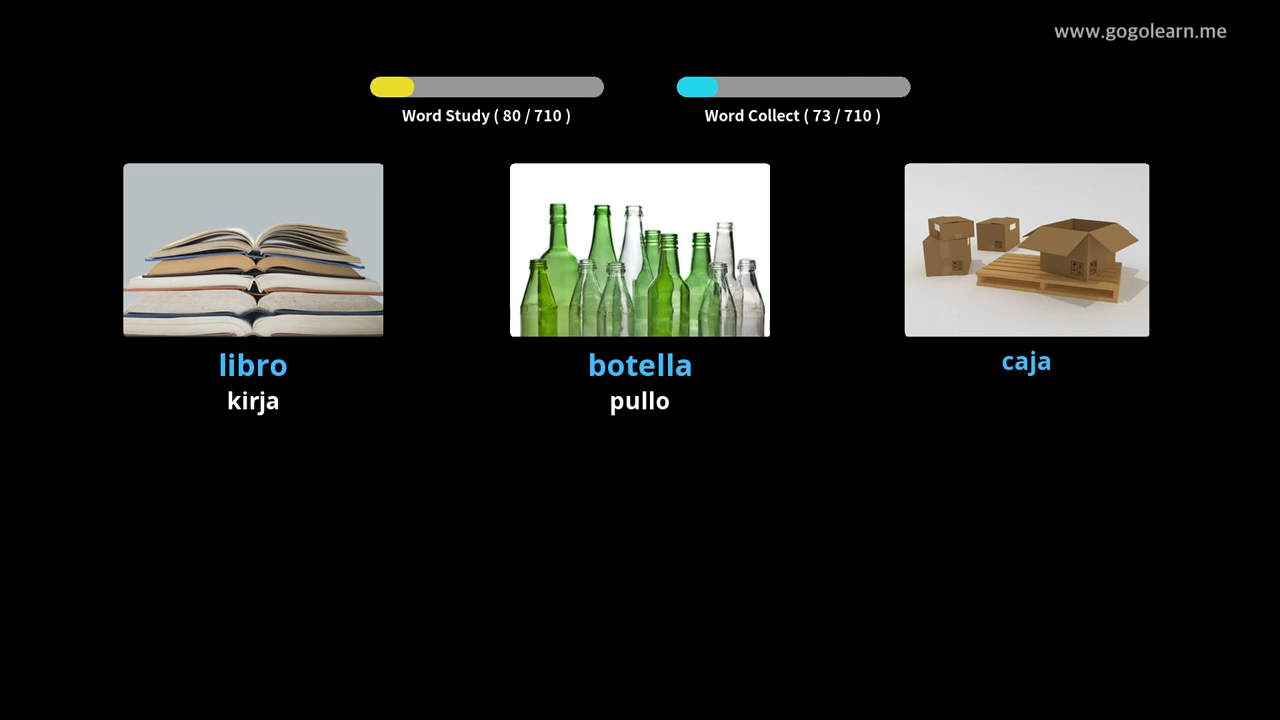 www.gogolearn.me
Word Study ( 80 / 710 )
Word Collect ( 73 / 710 )
libro
kirja
botella
pullo
caja